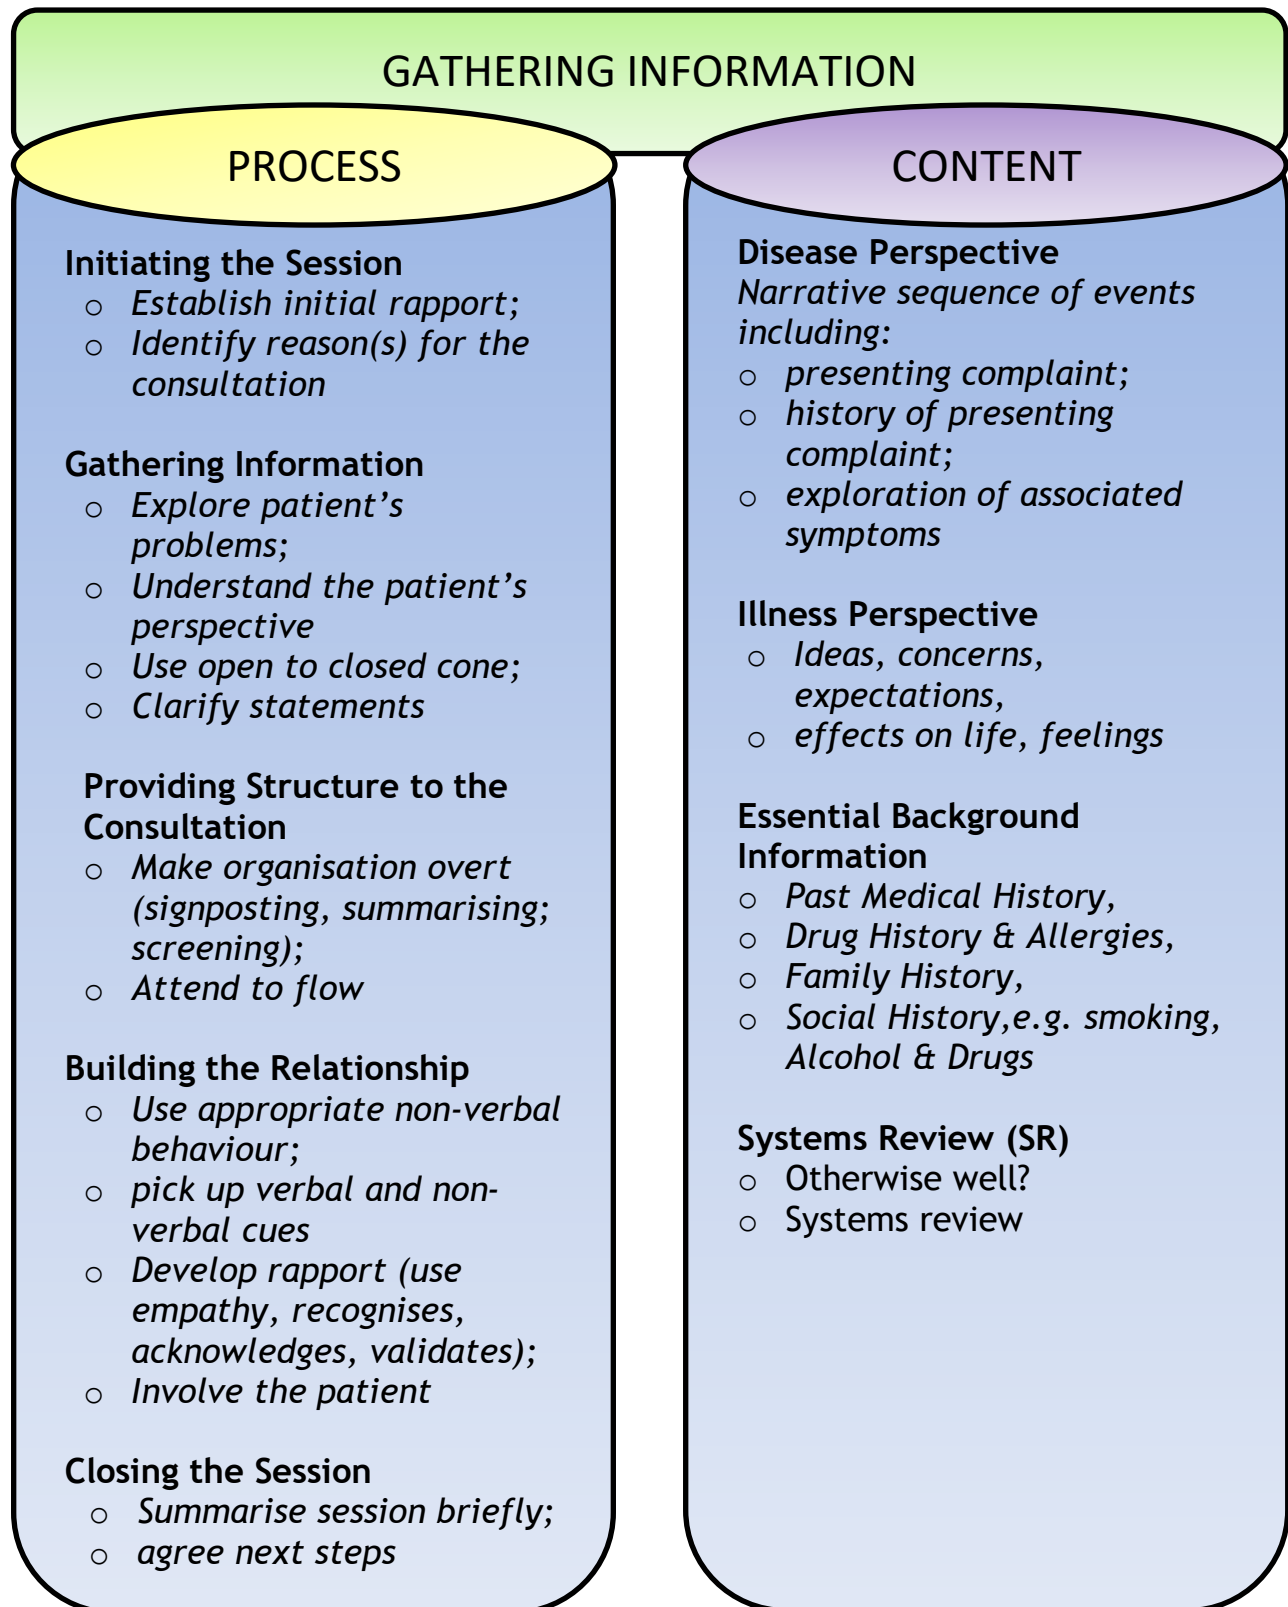 GATHERING INFORMATION
PROCESS
Initiating the Session
o Establish initial rapport;
o Identify reason(s) for the
consultation
Gathering Information
o Explore patient’s
problems;
o Understand the patient’s
perspective
o Use open to closed cone;
o Clarify statements
Providing Structure to the
Consultation
o Make organisation overt
(signposting, summarising;
screening);
o Attend to flow
Building the Relationship
o Use appropriate non-verbal
behaviour;
o pick up verbal and non-
verbal cues
o Develop rapport (use
empathy, recognises,
acknowledges, validates);
o Involve the patient
Closing the Session
o Summarise session briefly;
o agree next steps
CONTENT
Disease Perspective
Narrative sequence of events
including:
o presenting complaint;
o history of presenting
complaint;
o exploration of associated
symptoms
Illness Perspective
o Ideas, concerns,
expectations,
o effects on life, feelings
Essential Background
Information
o Past Medical History,
o Drug History & Allergies,
o Family History,
o Social History,e.g. smoking,
Alcohol & Drugs
Systems Review (SR)
o Otherwise well?
o Systems review